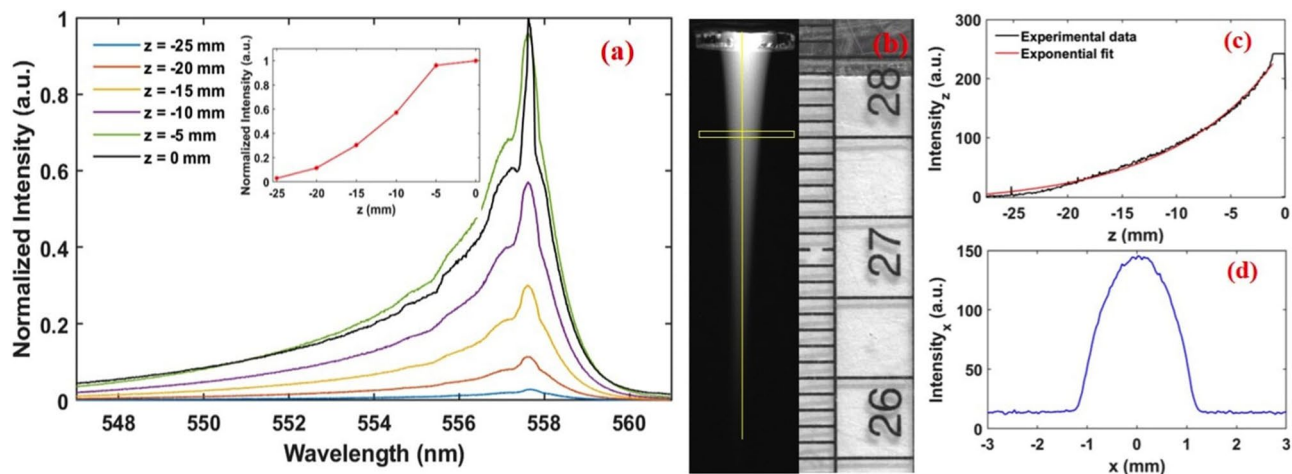 (a)
Normalized Intensity (a.u.)
1
0.8
0.6
0.4
0.2
0
548 550 552 554 556 558 560
Wavelength (nm)
z = -25 mm
z = -20 mm
z = -15 mm
z = -10 mm
z = -5 mm
z = 0 mm
Normalized Intensity (a.u.)
1
0.8
0.6
0.4
0.2
0
-25 -20 -15 -10 -5 0
z (mm)
(b)
28
27
26
(c)
Intensityz (a.u.)
300
200
100
0
Experimental data
Exponential fit
-25 -20 -15 -10 -5 0
z (mm)
(d)
Intensityx (a.u.)
150
100
50
0
-3 -2 -1 0 1 2 3
x (mm)